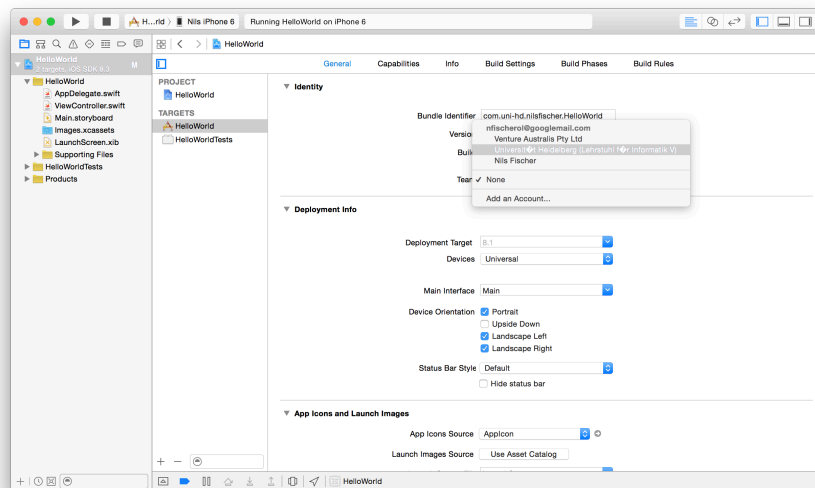 H...rld
Nils iPhone 6
Running HelloWorld on iPhone 6
HelloWorld
HelloWorld
2 targets, iOS SDK 8.3
M
HelloWorld
AppDelegate.swift
ViewController.swift
Main.storyboard
Images.xcassets
LaunchScreen.xib
Supporting Files
HelloWorldTests
Products
PROJECT
HelloWorld
TARGETS
HelloWorld
HelloWorldTests
General Capabilities Info Build Settings Build Phases Build Rules
Identity
Bundle Identifier com.uni-hd.nilsfischer.HelloWorld
Version
Build
Team
nfischerol@googlemail.com
Venture Australis Pty Ltd
Universit�t Heidelberg (Lehrstuhl f�r Informatik V)
Nils Fischer
None
Add an Account...
Deployment Info
Deployment Target 8.1
Devices Universal
Main Interface Main
Device Orientation Portrait
Upside Down
Landscape Left
Landscape Right
Status Bar Style Default
Hide status bar
App Icons and Launch Images
App Icons Source AppIcon
Launch Images Source Use Asset Catalog
HelloWorld